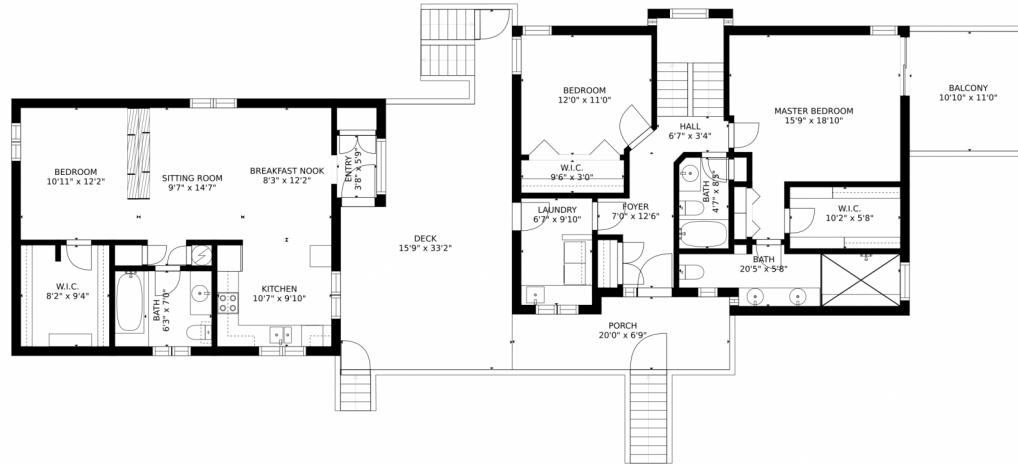 BEDROOM
12'0" x 11'0"
HALL
6'7" x 3'4"
MASTER BEDROOM
15'9" x 18'10"
BALCONY
10'10" x 11'0"
BEDROOM
10'11" x 12'2"
SITTING ROOM
9'7" x 14'7"
BREAKFAST NOOK
8'3" x 12'2"
ENTRY
3'8" x 5'9"
W.I.C.
9'6" x 3'0"
BATH
4'7" x 8'5"
LAUNDRY
6'7" x 9'10"
FOYER
7'0" x 12'6"
W.I.C.
10'2" x 5'8"
DECK
15'9" x 33'2"
BATH
20'5" x 5'8"
W.I.C.
8'2" x 9'4"
BATH
6'3" x 7'0"
KITCHEN
10'7" x 9'10"
PORCH
20'0" x 6'9"